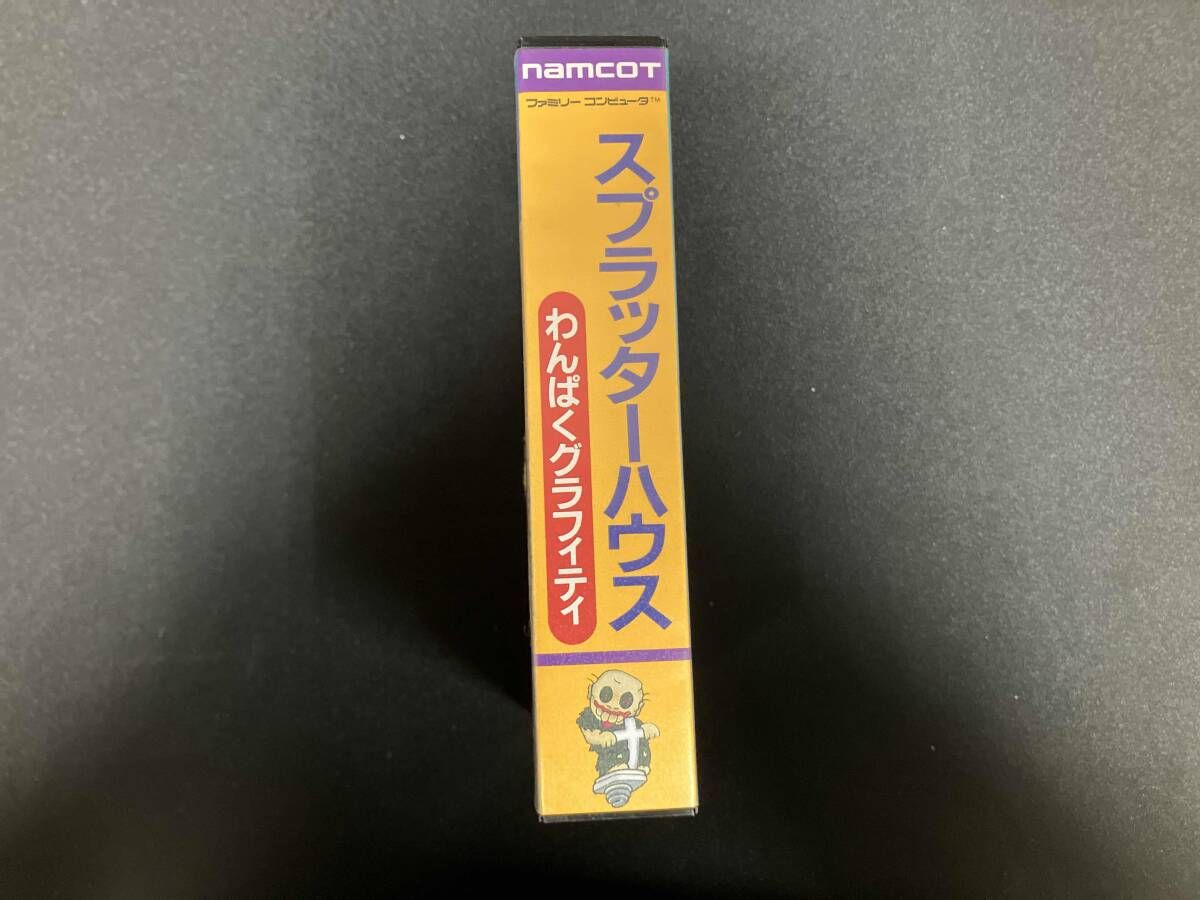 namcot
ファミリーコンピュータ™
スプラッターハウス
わんぱくグラフィティ